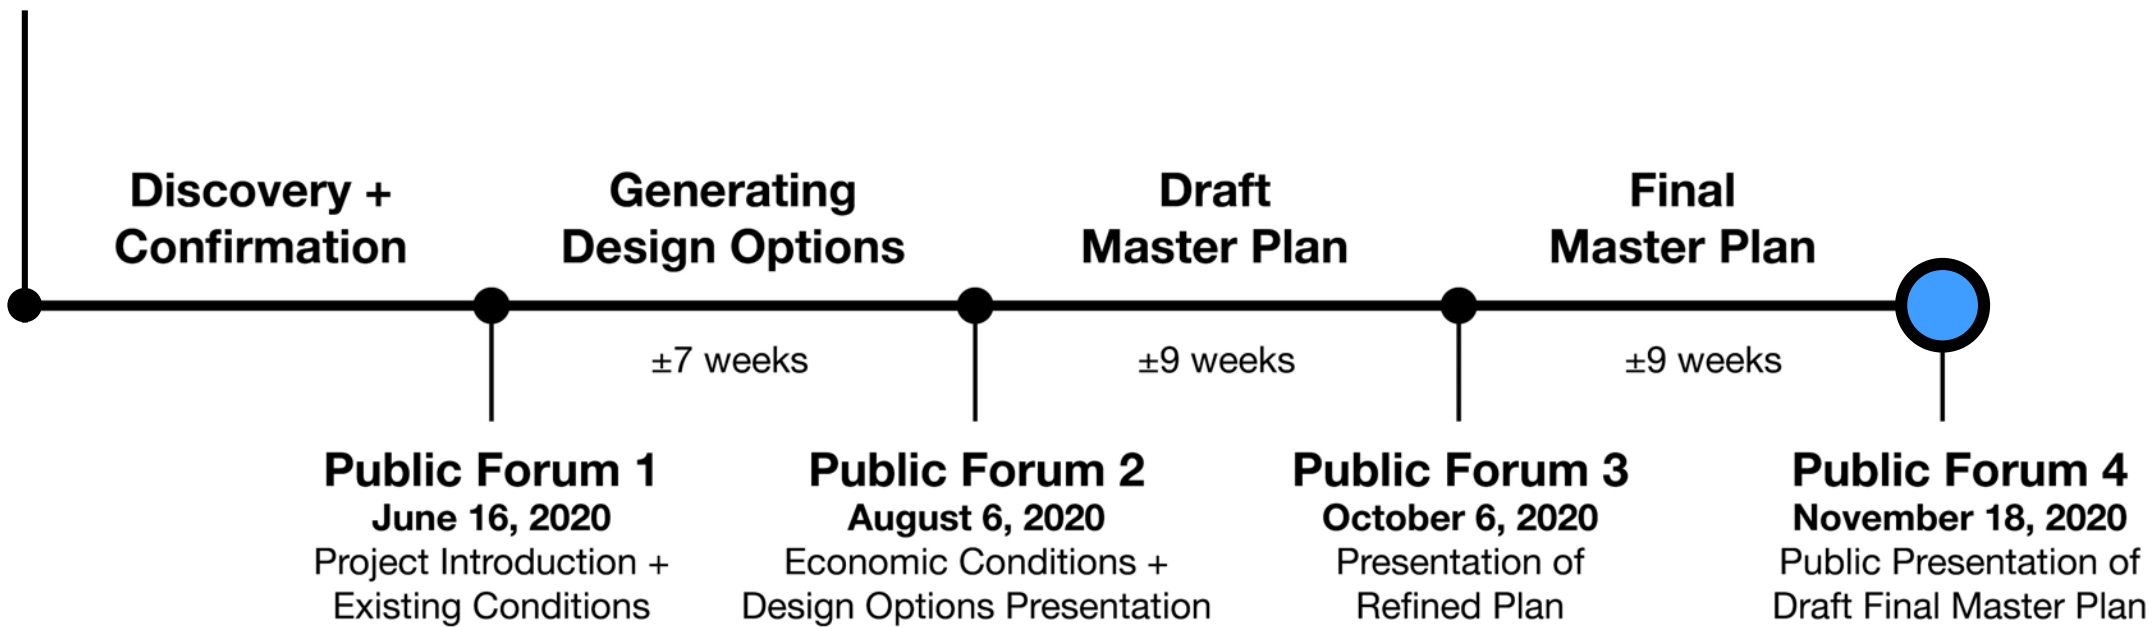 Discovery +
Confirmation
Generating
Design Options
Draft
Master Plan
Final
Master Plan
±7 weeks
±9 weeks
±9 weeks
Public Forum 1
June 16, 2020
Project Introduction +
Existing Conditions
Public Forum 2
August 6, 2020
Economic Conditions +
Design Options Presentation
Public Forum 3
October 6, 2020
Presentation of
Refined Plan
Public Forum 4
November 18, 2020
Public Presentation of
Draft Final Master Plan